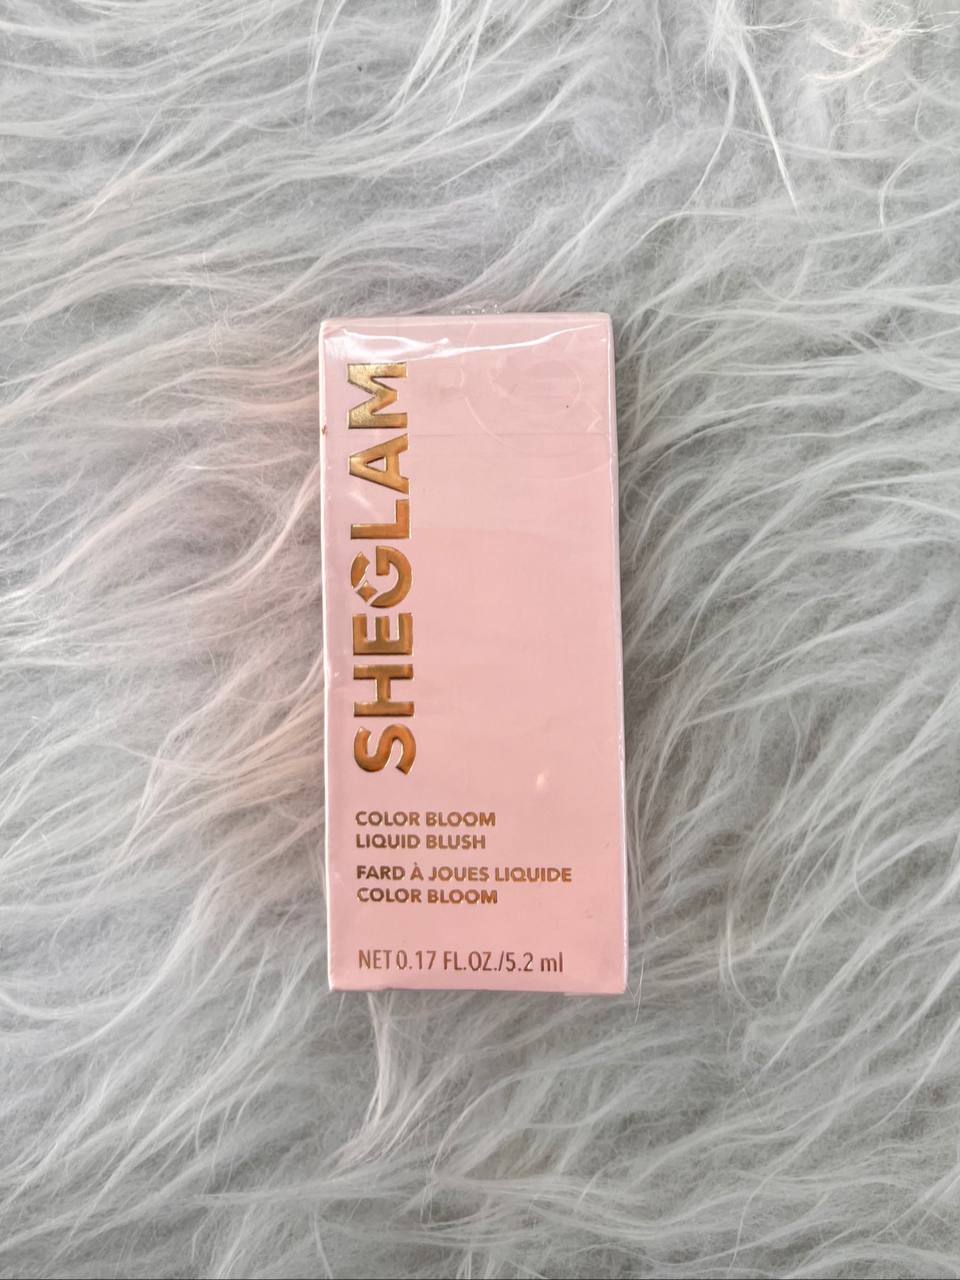 SHEGLAM
COLOR BLOOM
LIQUID BLUSH
FARD À JOUES LIQUIDE
COLOR BLOOM
NET 0.17 FL.OZ./5.2 ml